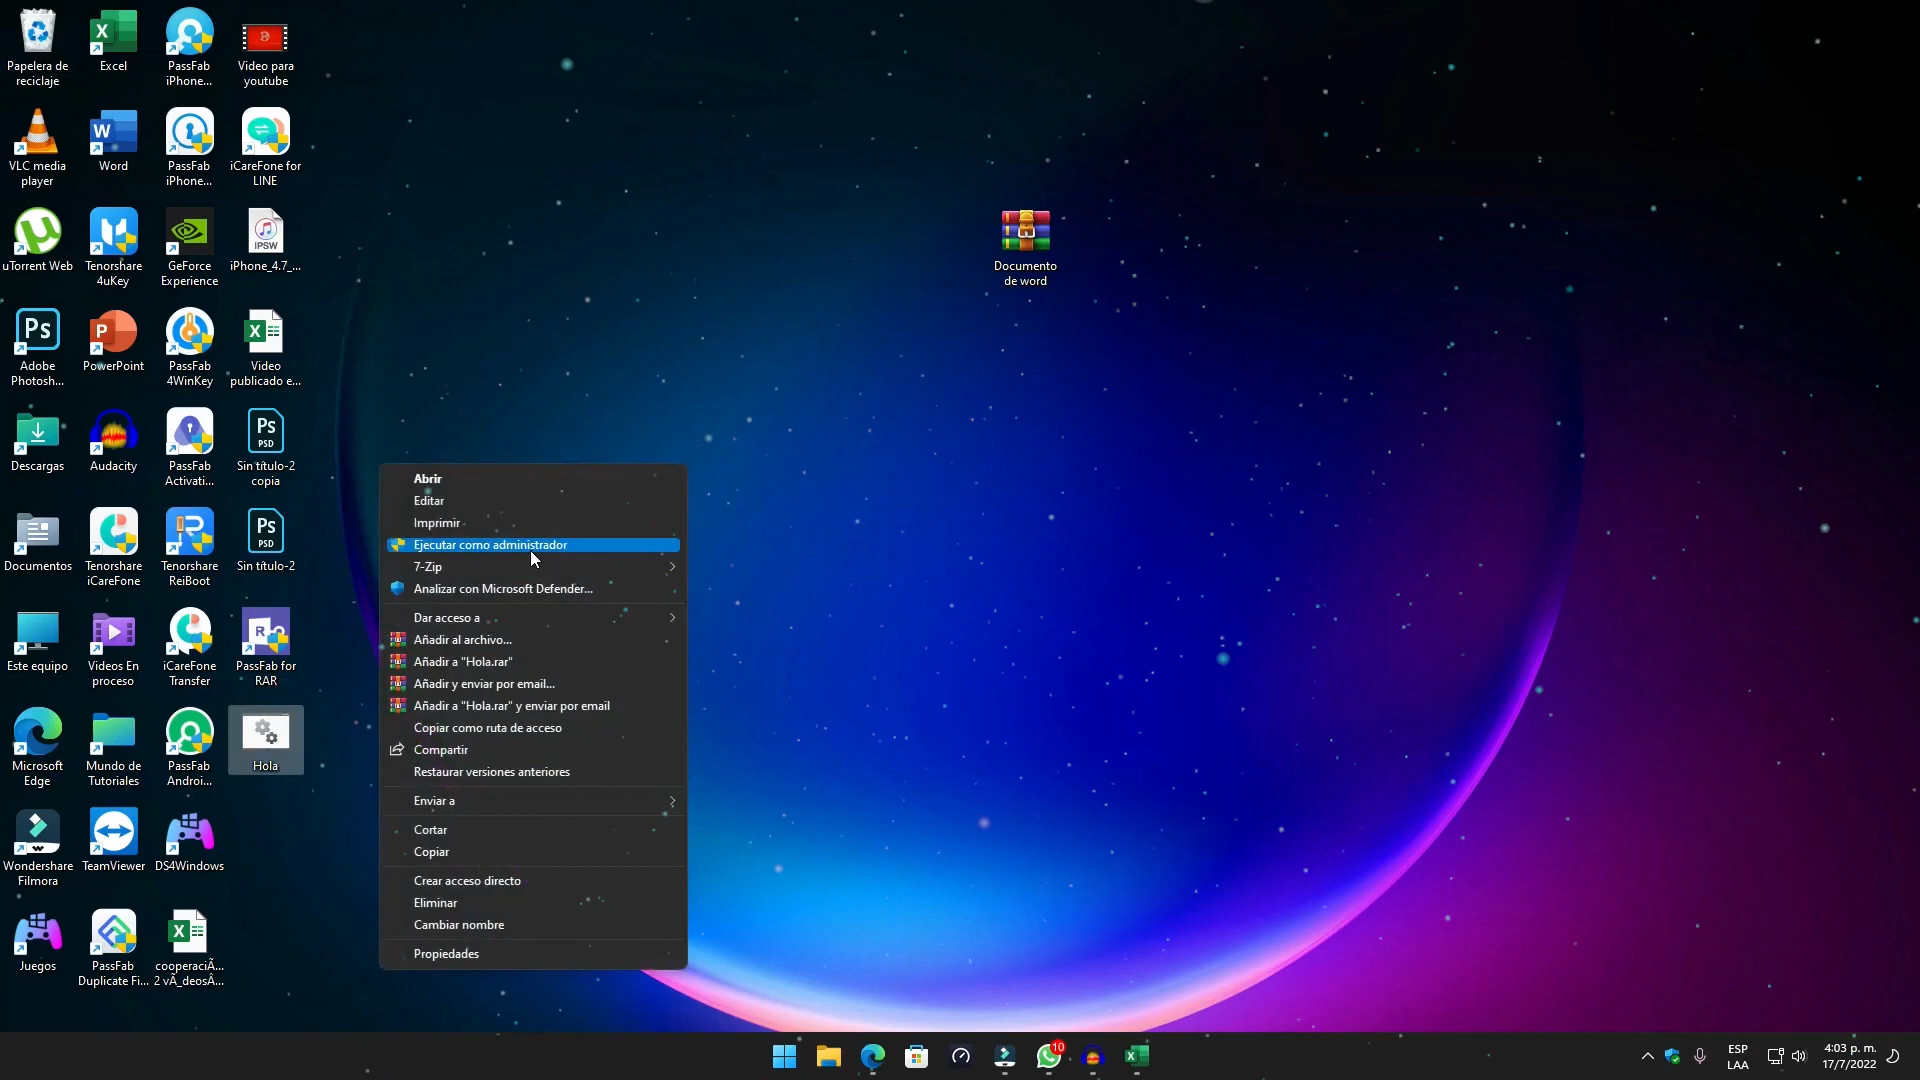 Papelera de
reciclaje
Excel
PassFab
iPhone...
Video para
youtube
VLC media
player
W
Word
PassFab
iPhone...
iCareFone for
LINE
uTorrent Web
Tenorshare
4uKey
GeForce
Experience
IPSW
iPhone_4.7_...
Ps
Adobe
Photosh...
P
PowerPoint
PassFab
4WinKey
X
Video
publicado e...
Descargas
Audacity
PassFab
Activati...
Ps
PSD
Sin título-2
copia
Documentos
Tenorshare
iCareFone
Tenorshare
ReiBoot
Ps
PSD
Sin título-2
Este equipo
Videos En
proceso
iCareFone
Transfer
PassFab for
RAR
Microsoft
Edge
Mundo de
Tutoriales
PassFab
Androi...
Hola
Wondershare
Filmora
TeamViewer
DS4Windows
Juegos
PassFab
Duplicate Fi...
X
cooperaciÃ...
2 vÃ_deosÂ...
Documento
de word
Abrir
Editar
Imprimir
Ejecutar como administrador
7-Zip
Analizar con Microsoft Defender...
Dar acceso a
Añadir al archivo...
Añadir a "Hola.rar"
Añadir y enviar por email...
Añadir a "Hola.rar" y enviar por email
Copiar como ruta de acceso
Compartir
Restaurar versiones anteriores
Enviar a
Cortar
Copiar
Crear acceso directo
Eliminar
Cambiar nombre
Propiedades
10
ESP
LAA
4:03 p. m.
17/7/2022